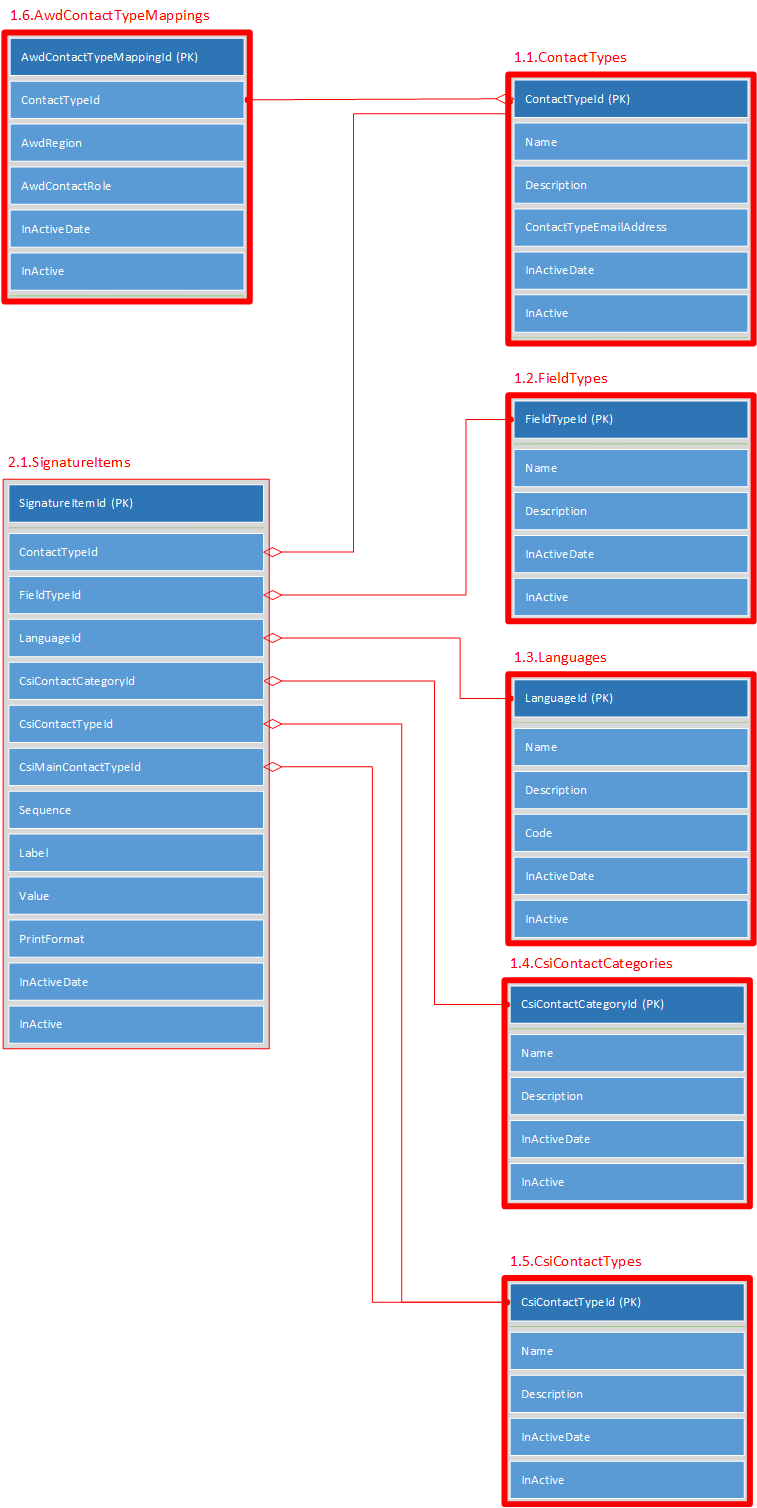 1.6.AwdContactTypeMappings
AwdContactTypeMappingId (PK)
ContactTypeId
AwdRegion
AwdContactRole
InActiveDate
InActive
1.1.ContactTypes
ContactTypeId (PK)
Name
Description
ContactTypeEmailAddress
InActiveDate
InActive
1.2.FieldTypes
FieldTypeId (PK)
Name
Description
InActiveDate
InActive
2.1.SignatureItems
SignatureItemId (PK)
ContactTypeId
FieldTypeId
LanguageId
CsiContactCategoryId
CsiContactTypeId
CsiMainContactTypeId
Sequence
Label
Value
PrintFormat
InActiveDate
InActive
1.3.Languages
LanguageId (PK)
Name
Description
Code
InActiveDate
InActive
1.4.CsiContactCategories
CsiContactCategoryId (PK)
Name
Description
InActiveDate
InActive
1.5.CsiContactTypes
CsiContactTypeId (PK)
Name
Description
InActiveDate
InActive